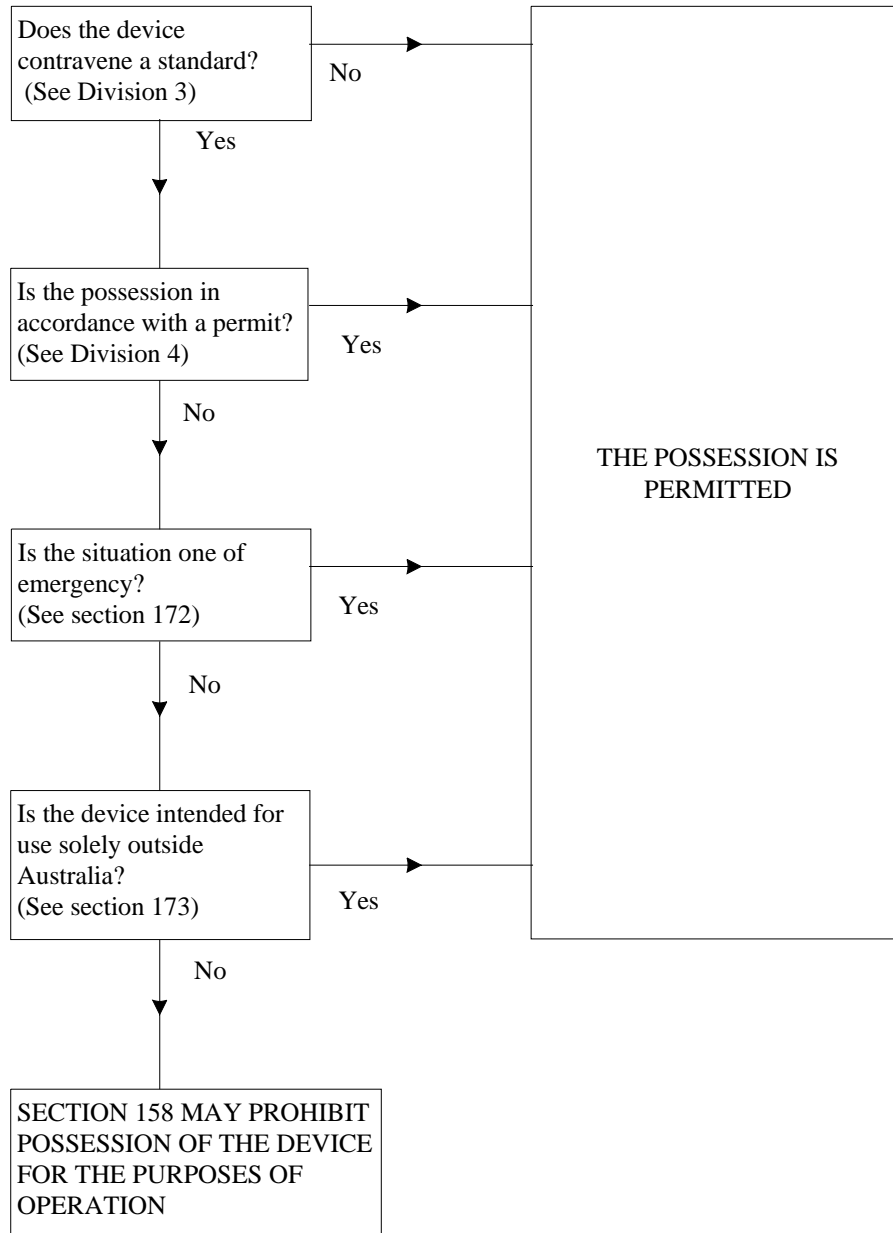 Does the device
contravene a standard?
(See Division 3)
No
Yes
Is the possession in
accordance with a permit?
(See Division 4)
Yes
No
THE POSSESSION IS
PERMITTED
Is the situation one of
emergency?
(See section 172)
Yes
No
Is the device intended for
use solely outside
Australia?
(See section 173)
Yes
No
SECTION 158 MAY PROHIBIT
POSSESSION OF THE DEVICE
FOR THE PURPOSES OF
OPERATION